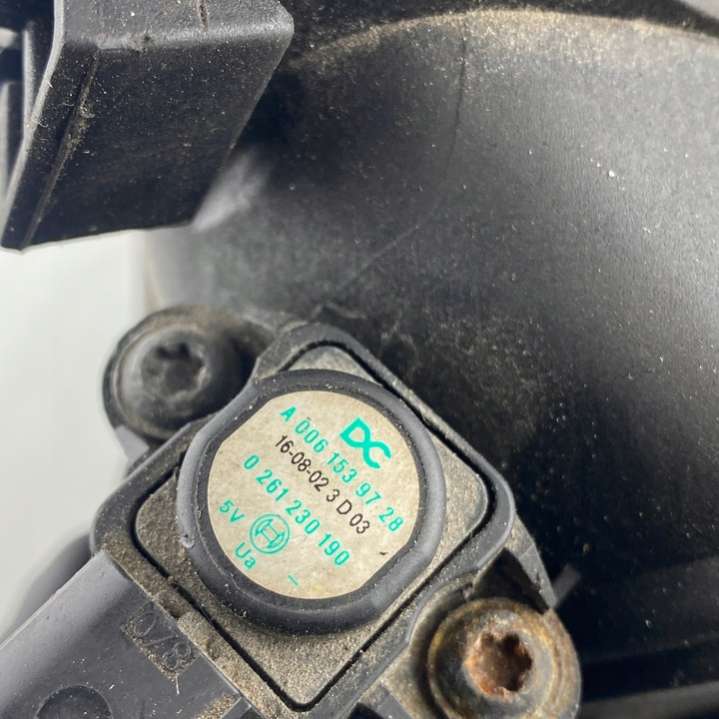 DC
A 006 153 97 28
16-08-02 3 D 03
0 261 230 190
5V
Ua –